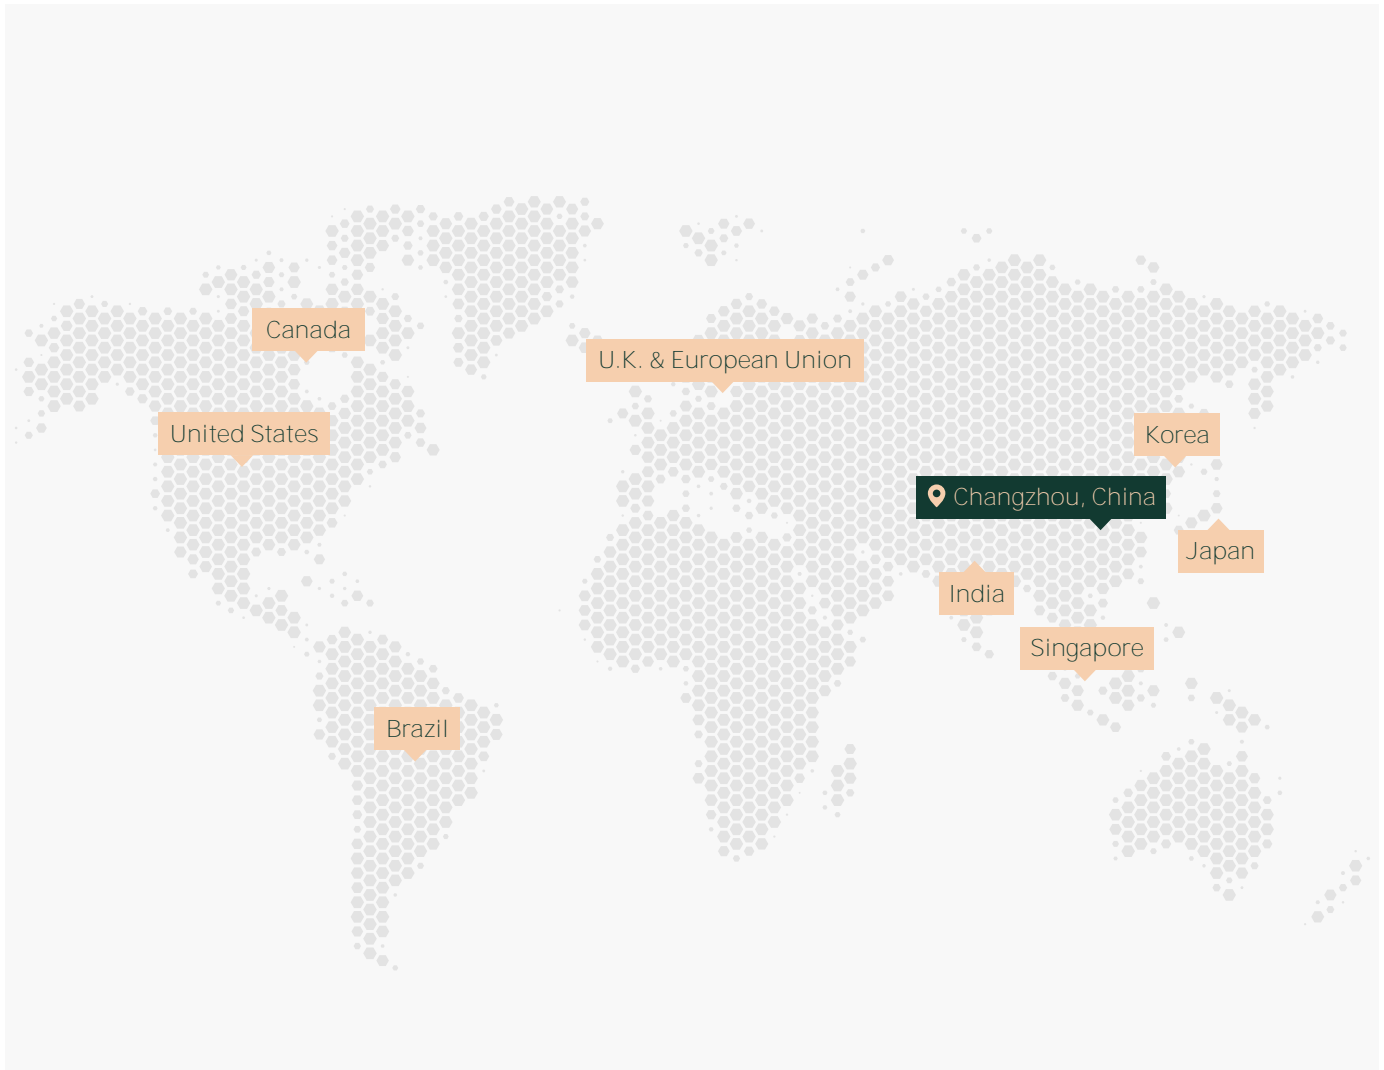 Canada
U.K. & European Union
United States
Korea
Changzhou, China
Japan
India
Singapore
Brazil